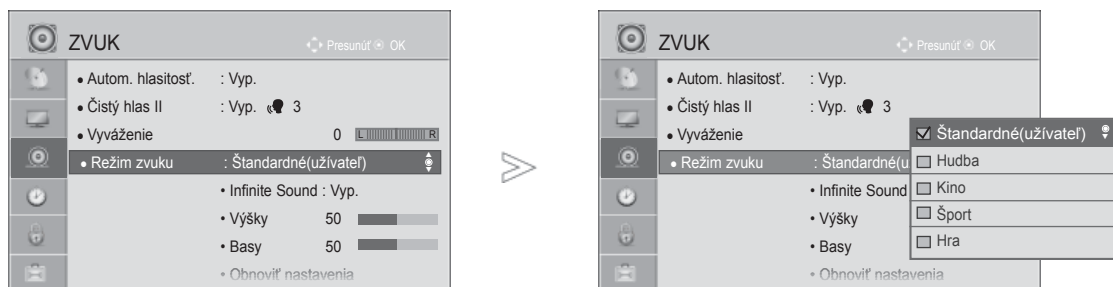 ZVUK
Presunúť OK
• Autom. hlasitosť. : Vyp.
• Čistý hlas II : Vyp. 3
• Vyváženie 0 L R
• Režim zvuku : Štandardné(užívateľ)
• Infinite Sound : Vyp.
• Výšky 50
• Basy 50
• Obnoviť nastavenia
>
ZVUK
Presunúť OK
• Autom. hlasitosť. : Vyp.
• Čistý hlas II : Vyp. 3
• Vyváženie
• Režim zvuku : Štandardné(u
• Infinite Sound
• Výšky
• Basy
• Obnoviť nastavenia
Štandardné(užívateľ)
Hudba
Kino
Šport
Hra